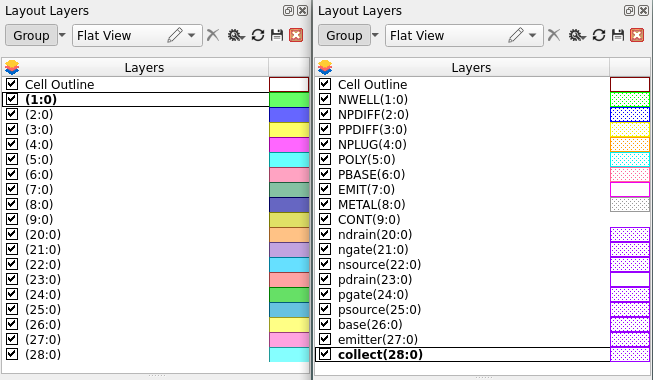 Layout Layers
Group
Flat View
Layers
Cell Outline
(1:0)
(2:0)
(3:0)
(4:0)
(5:0)
(6:0)
(7:0)
(8:0)
(9:0)
(20:0)
(21:0)
(22:0)
(23:0)
(24:0)
(25:0)
(26:0)
(27:0)
(28:0)
Layout Layers
Group
Flat View
Layers
Cell Outline
NWELL(1:0)
NPDIFF(2:0)
PPDIFF(3:0)
NPLUG(4:0)
POLY(5:0)
PBASE(6:0)
EMIT(7:0)
METAL(8:0)
CONT(9:0)
ndrain(20:0)
ngate(21:0)
nsource(22:0)
pdrain(23:0)
pgate(24:0)
psource(25:0)
base(26:0)
emitter(27:0)
collect(28:0)